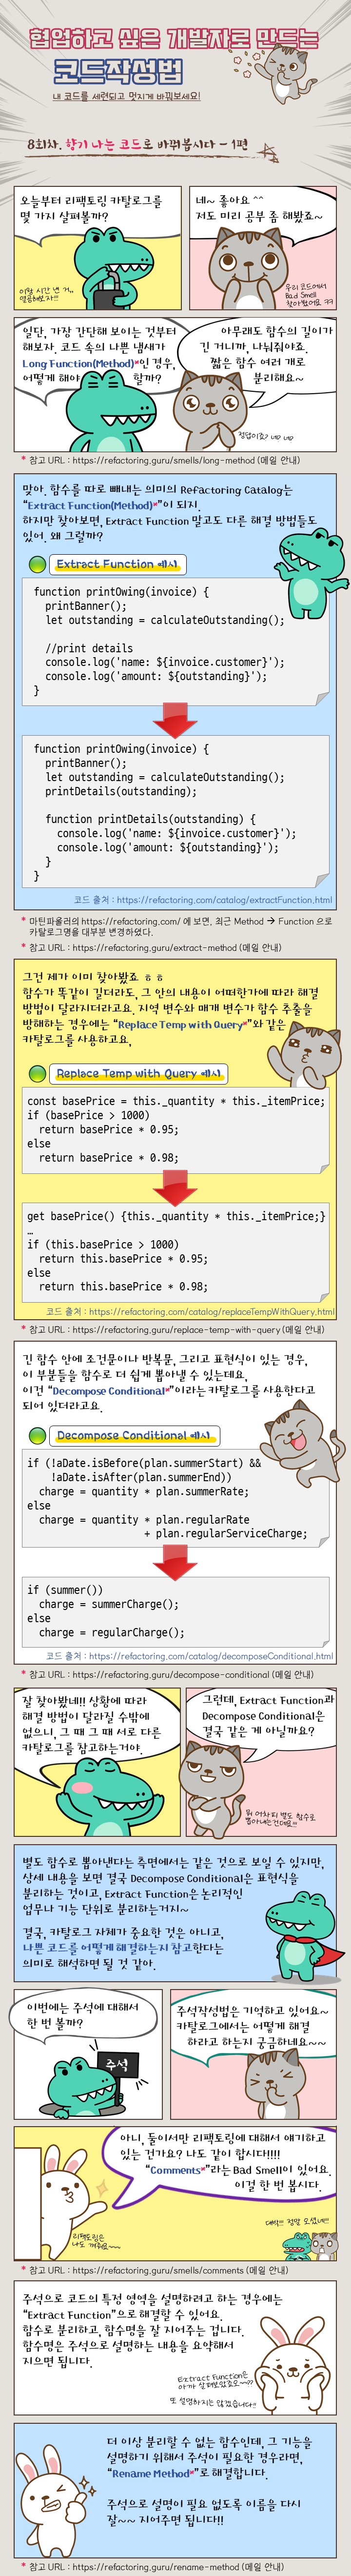 협업하고 싶은 개발자로 만드는
코드작성법
내 코드를 세련되고 멋지게 바꿔보세요!
8회차. 향기 나는 코드로 바꿔봅시다 - 1편
오늘부터 리팩토링 카탈로그를
몇 가지 살펴볼까?
네~ 좋아요 ^^
저도 미리 공부 좀 해봤죠~
우리 코드에서
Bad Smell
찾아봤어요 ㅋㅋ
일단, 가장 간단해 보이는 것부터
해보자. 코드 속의 나쁜 냄새가
Long Function(Method)*인 경우,
어떻게 해야 할까?
아무래도 함수의 길이가
긴 거니까, 나눠줘야죠.
짧은 함수 여러 개로
분리해요~
정답이죠? 냐냐
* 참고 URL : https://refactoring.guru/smells/long-method (메일 안내)
맞아. 함수를 따로 빼내는 의미의 Refactoring Catalog는
“Extract Function(Method)*”이 되지.
하지만 찾아보면, Extract Function 말고도 다른 해결 방법들도
있어. 왜 그럴까?
Extract Function 예시
function printOwing(invoice) {
printBanner();
let outstanding = calculateOutstanding();
//print details
console.log('name: ${invoice.customer}');
console.log('amount: ${outstanding}');
}
function printOwing(invoice) {
printBanner();
let outstanding = calculateOutstanding();
printDetails(outstanding);
function printDetails(outstanding) {
console.log('name: ${invoice.customer}');
console.log('amount: ${outstanding}');
}
}
코드 출처 : https://refactoring.com/catalog/extractFunction.html
* 마틴파울러의 https://refactoring.com/ 에 보면, 최근 Method → Function 으로
카탈로그명을 대부분 변경하였다.
* 참고 URL : https://refactoring.guru/extract-method (메일 안내)
그건 제가 이미 찾아봤죠 ㅎㅎ
함수가 똑같이 길더라도, 그 안의 내용이 어떠한가에 따라 해결
방법이 달라지더라고요. 지역 변수와 매개 변수가 함수 추출을
방해하는 경우에는 “Replace Temp with Query*”와 같은
카탈로그를 사용하고요,
Replace Temp with Query 예시
const basePrice = this._quantity * this._itemPrice;
if (basePrice > 1000)
return basePrice * 0.95;
else
return basePrice * 0.98;
get basePrice() {this._quantity * this._itemPrice;}
…
if (this.basePrice > 1000)
return this.basePrice * 0.95;
else
return this.basePrice * 0.98;
코드 출처 : https://refactoring.com/catalog/replaceTempWithQuery.html
* 참고 URL : https://refactoring.guru/replace-temp-with-query (메일 안내)
긴 함수 안에 조건문이나 반복문, 그리고 표현식이 있는 경우,
이 부분들을 함수로 더 쉽게 뽑아낼 수 있는데요,
이건 “Decompose Conditional*”이라는 카탈로그를 사용한다고
되어 있더라고요.
Decompose Conditional 예시
if (!aDate.isBefore(plan.summerStart) &&
!aDate.isAfter(plan.summerEnd))
charge = quantity * plan.summerRate;
else
charge = quantity * plan.regularRate
+ plan.regularServiceCharge;
if (summer())
charge = summerCharge();
else
charge = regularCharge();
코드 출처 : https://refactoring.com/catalog/decomposeConditional.html
* 참고 URL : https://refactoring.guru/decompose-conditional (메일 안내)
잘 찾아봤네!! 상황에 따라
해결 방법이 달라질 수밖에
없으니, 그 때 그 때 서로 다른
카탈로그를 참고하는거야.
그런데, Extract Function과
Decompose Conditional은
결국 같은 게 아닐까요?
뭐 어차피 별도 함수로
뽑아내는건데요!!
별도 함수로 뽑아낸다는 측면에서는 같은 것으로 보일 수 있지만,
상세 내용을 보면 결국 Decompose Conditional은 표현식을
분리하는 것이고, Extract Function은 논리적인
업무나 기능 단위로 분리하는거지~
결국, 카탈로그 자체가 중요한 것은 아니고,
나쁜 코드를 어떻게 해결하는지 참고한다는
의미로 해석하면 될 것 같아.
이번에는 주석에 대해서
한 번 볼까?
주석
주석작성법은 기억하고 있어요~
카탈로그에서는 어떻게 해결
하라고 하는지 궁금하네요~~
아니, 둘이서만 리팩토링에 대해서 얘기하고
있는 건가요? 나도 같이 합시다!!!!
“Comments*”라는 Bad Smell이 있어요.
이걸 한 번 봅시다.
리팩토링은
나도 껴줘요~~~
대박!! 정말 오셨네!!
* 참고 URL : https://refactoring.guru/smells/comments (메일 안내)
주석으로 코드의 특정 영역을 설명하려고 하는 경우에는
“Extract Function”으로 해결할 수 있어요.
함수로 분리하고, 함수명을 잘 지어주는 겁니다.
함수명은 주석으로 설명하는 내용을 요약해서
지으면 됩니다.
Extract Function은
아까 살펴보았죠오~~??
또 설명하지는 않겠습니다!!
더 이상 분리할 수 없는 함수인데, 그 기능을
설명하기 위해서 주석이 필요한 경우라면,
“Rename Method*”로 해결합니다.
주석으로 설명이 필요 없도록 이름을 다시
잘~~ 지어주면 됩니다!!
* 참고 URL : https://refactoring.guru/rename-method (메일 안내)